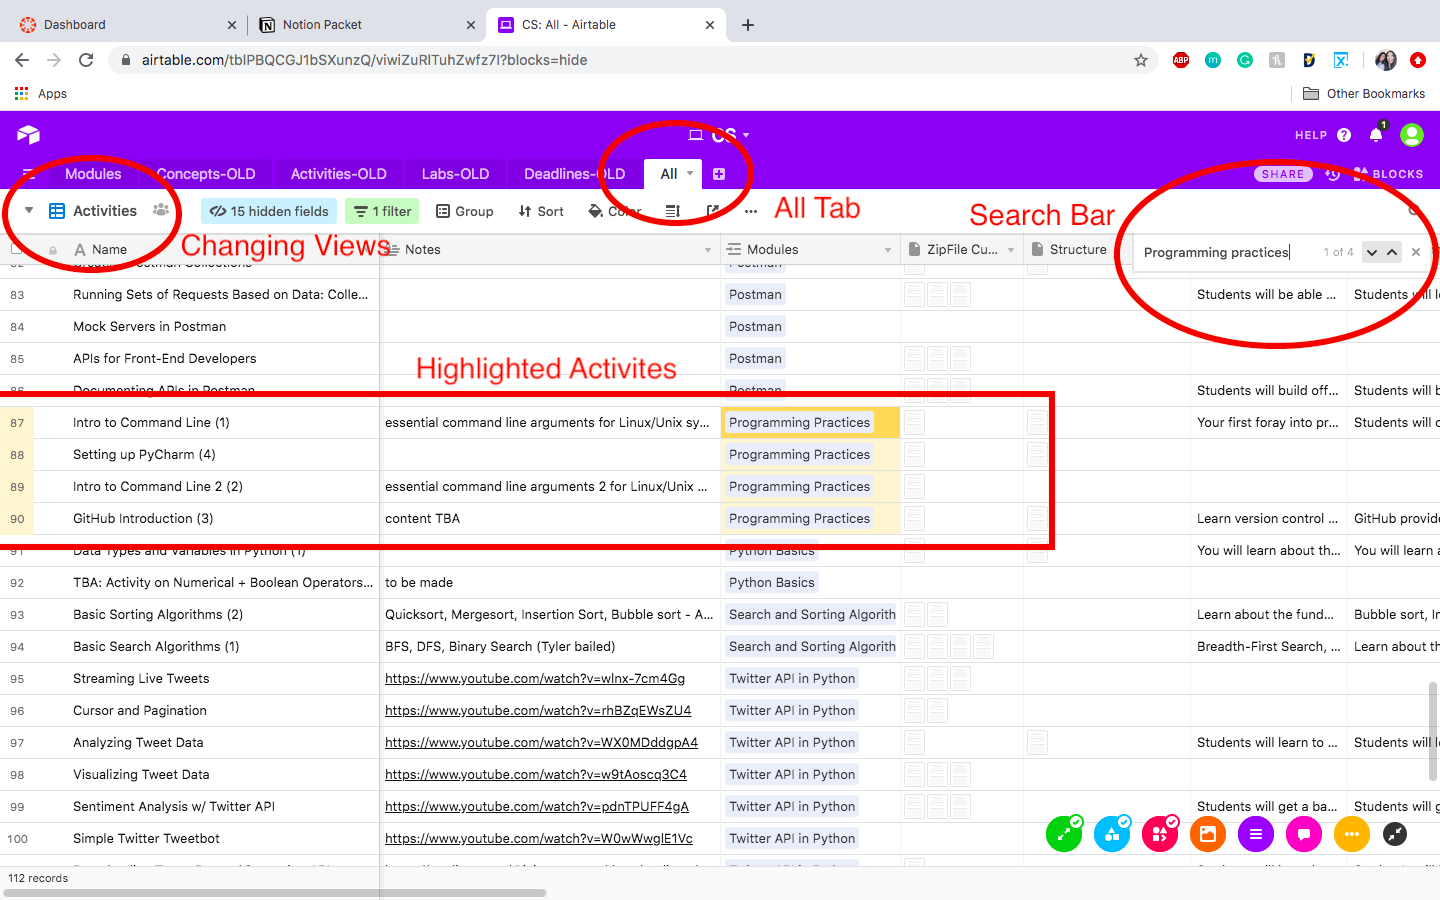 Dashboard
Notion Packet
CS: All - Airtable
Apps
Other Bookmarks
ABP
CS
HELP
1
Modules
Concepts-OLD
Activities-OLD
Labs-OLD
Deadlines-OLD
All
SHARE
BLOCKS
Activities
15 hidden fields
1 filter
Group
Sort
Color
All Tab
Search Bar
Changing Views
Name
Notes
Modules
ZipFile Cu...
Structure
Programming practices
1 of 4
Postman
83 Running Sets of Requests Based on Data: Colle... Postman Students will be able ...
84 Mock Servers in Postman Postman
85 APIs for Front-End Developers Postman
Highlighted Activites
86 Documenting APIs in Postman Postman Students will build off... Students will b
87 Intro to Command Line (1) essential command line arguments for Linux/Unix sy... Programming Practices Your first foray into pr... Students will c
88 Setting up PyCharm (4) Programming Practices
89 Intro to Command Line 2 (2) essential command line arguments 2 for Linux/Unix ... Programming Practices
90 GitHub Introduction (3) content TBA Programming Practices Learn version control ... GitHub provide
91 Data Types and Variables in Python (1) Python Basics You will learn about th... You will learn a
92 TBA: Activity on Numerical + Boolean Operators... to be made Python Basics
93 Basic Sorting Algorithms (2) Quicksort, Mergesort, Insertion Sort, Bubble sort - A... Search and Sorting Algorith Learn about the fund... Bubble sort, In
94 Basic Search Algorithms (1) BFS, DFS, Binary Search (Tyler bailed) Search and Sorting Algorith Breadth-First Search, ... Learn about th
95 Streaming Live Tweets https://www.youtube.com/watch?v=wlnx-7cm4Gg Twitter API in Python
96 Cursor and Pagination https://www.youtube.com/watch?v=rhBZqEWsZU4 Twitter API in Python
97 Analyzing Tweet Data https://www.youtube.com/watch?v=WX0MDddgpA4 Twitter API in Python Students will learn to ... Students will le
98 Visualizing Tweet Data https://www.youtube.com/watch?v=w9tAoscq3C4 Twitter API in Python
99 Sentiment Analysis w/ Twitter API https://www.youtube.com/watch?v=pdnTPUFF4gA Twitter API in Python Students will get a ba... Students will g
100 Simple Twitter Tweetbot https://www.youtube.com/watch?v=W0wWwglE1Vc Twitter API in Python
112 records